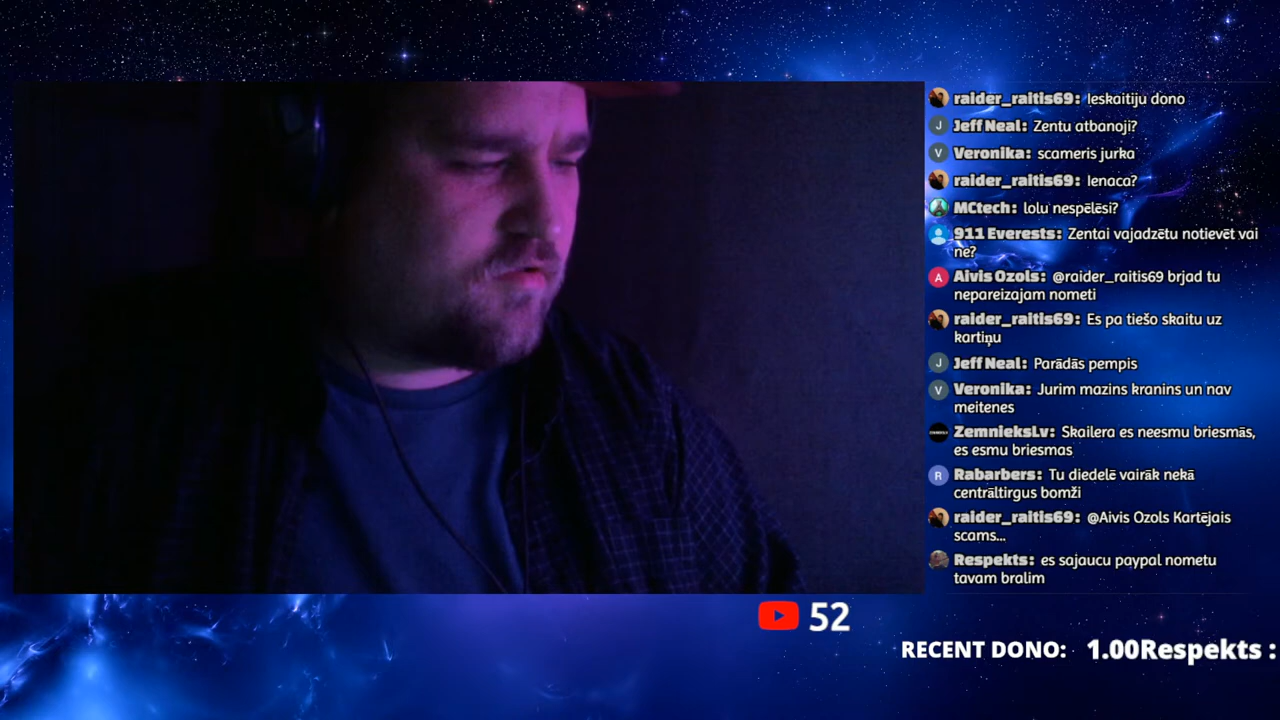 raider_raitis69: Ieskaitiju dono
J Jeff Neal: Zentu atbanoji?
V Veronika: scameris jurka
raider_raitis69: Ienaca?
MCtech: lolu nespēlēsi?
911 Everests: Zentai vajadzētu notievēt vai
ne?
A Aivis Ozols: @raider_raitis69 brjad tu
nepareizajam nometi
raider_raitis69: Es pa tiešo skaitu uz
kartiņu
J Jeff Neal: Parādās pempis
V Veronika: Jurim mazins kranins un nav
meitenes
ZemnieksLv: Skailera es neesmu briesmās,
es esmu briesmas
R Rabarbers: Tu diedelē vairāk nekā
centrāltirgus bomži
raider_raitis69: @Aivis Ozols Kartējais
scams...
Respekts: es sajaucu paypal nometu
tavam bralim
52
RECENT DONO: 1.00Respekts :